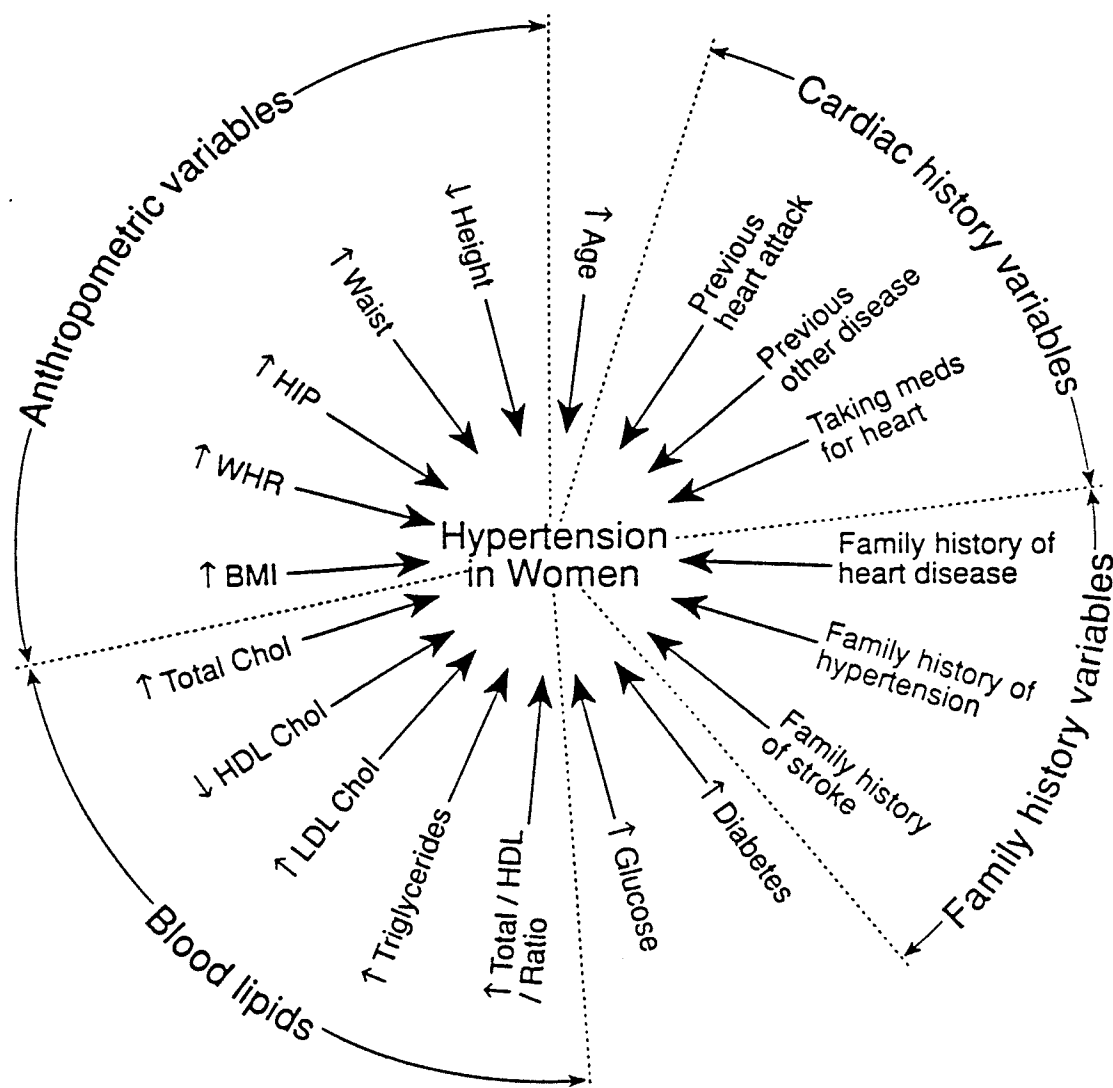 Anthropometric variables
↓ Height
↑ Waist
↑ HIP
↑ WHR
↑ BMI
↑ Age
Cardiac history variables
Previous
heart attack
Previous
other disease
Taking meds
for heart
Hypertension
in Women
Family history variables
Family history of
heart disease
Family history of
hypertension
Family history
of stroke
↑ Diabetes
↑ Glucose
Blood lipids
↑ Total Chol
↓ HDL Chol
↑ LDL Chol
↑ Triglycerides
↑ Total / HDL
/ Ratio